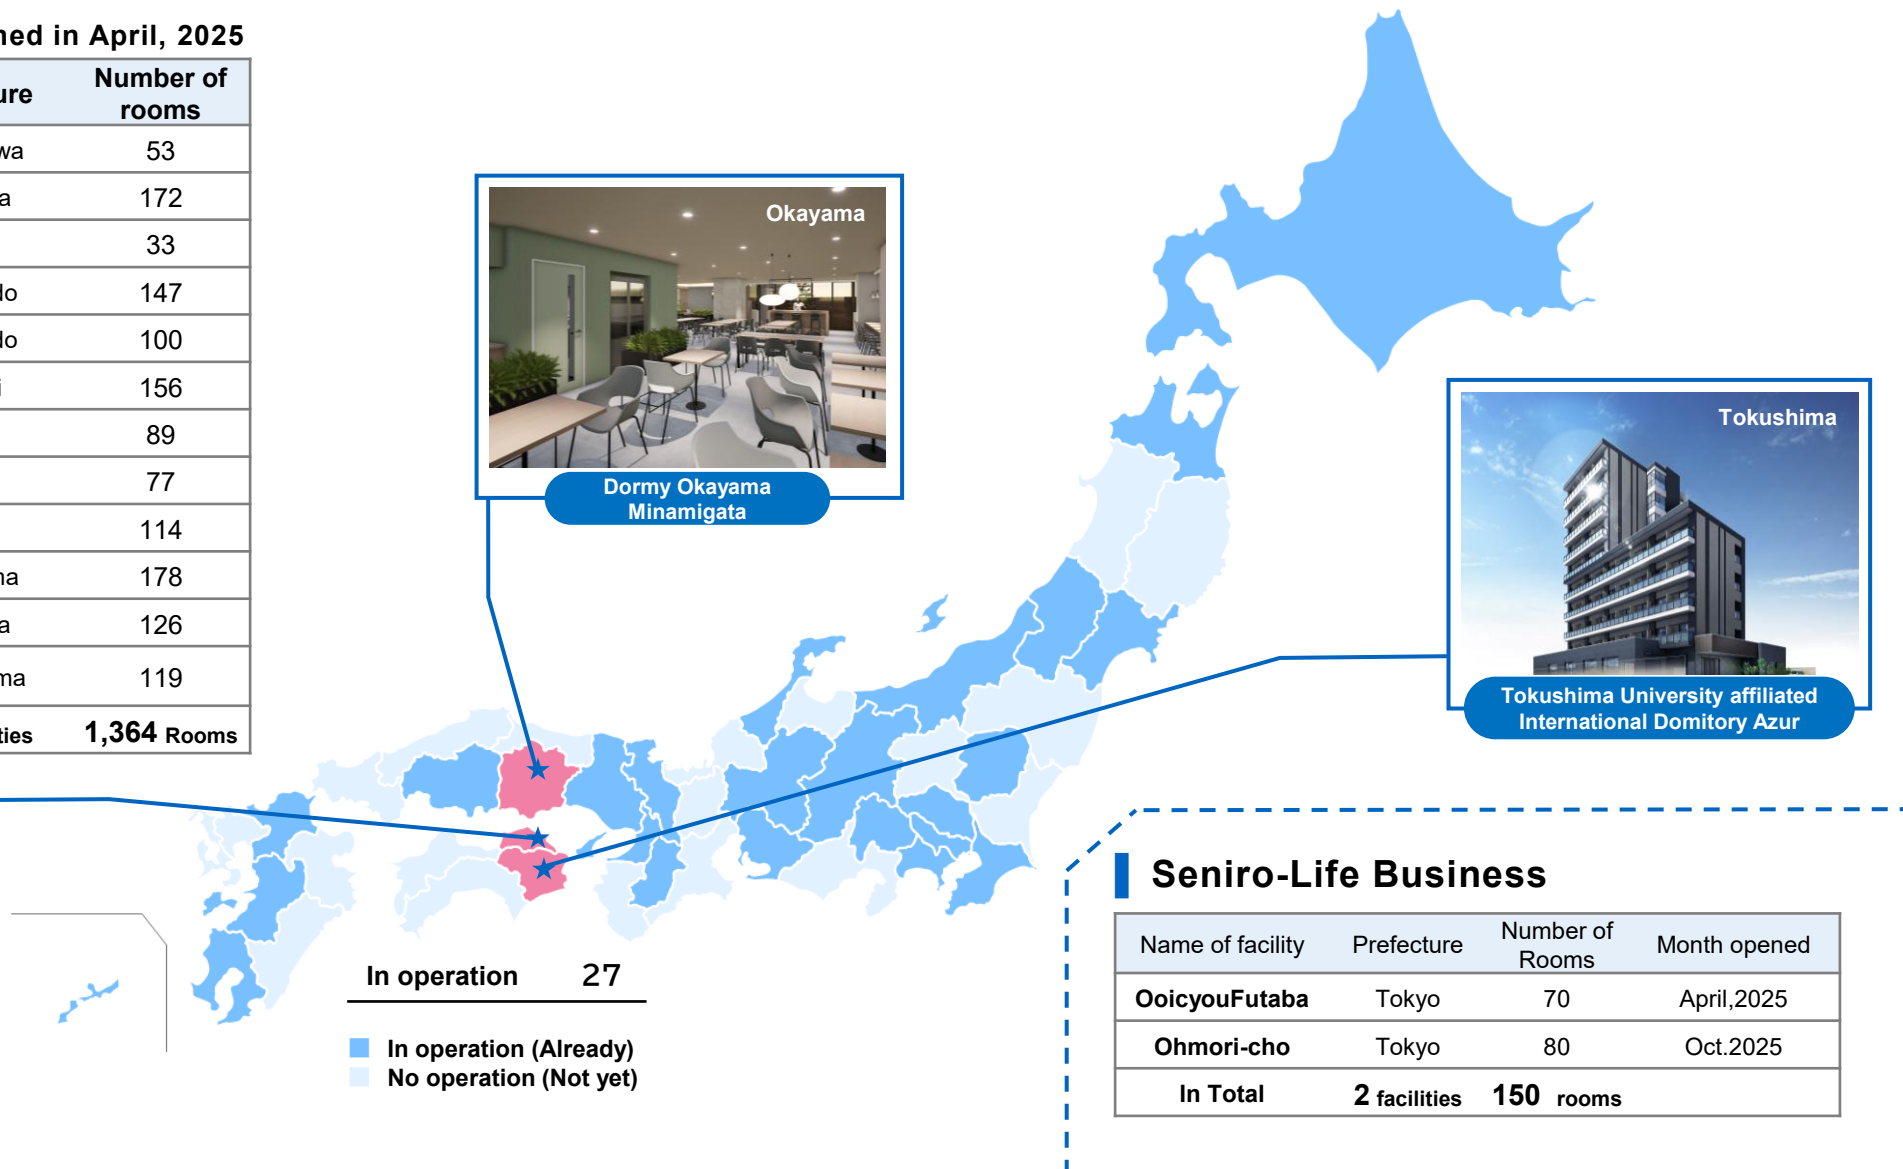 ned in April, 2025
ure Number of
rooms
wa 53
a 172
33
do 147
do 100
i 156
89
77
114
na 178
a 126
ma 119
ties 1,364 Rooms
Okayama
Dormy Okayama
Minamigata
Tokushima
Tokushima University affiliated
International Domitory Azur
In operation 27
In operation (Already)
No operation (Not yet)
Seniro-Life Business
Name of facility Prefecture Number of
Rooms Month opened
OoicyouFutaba Tokyo 70 April,2025
Ohmori-cho Tokyo 80 Oct.2025
In Total 2 facilities 150 rooms